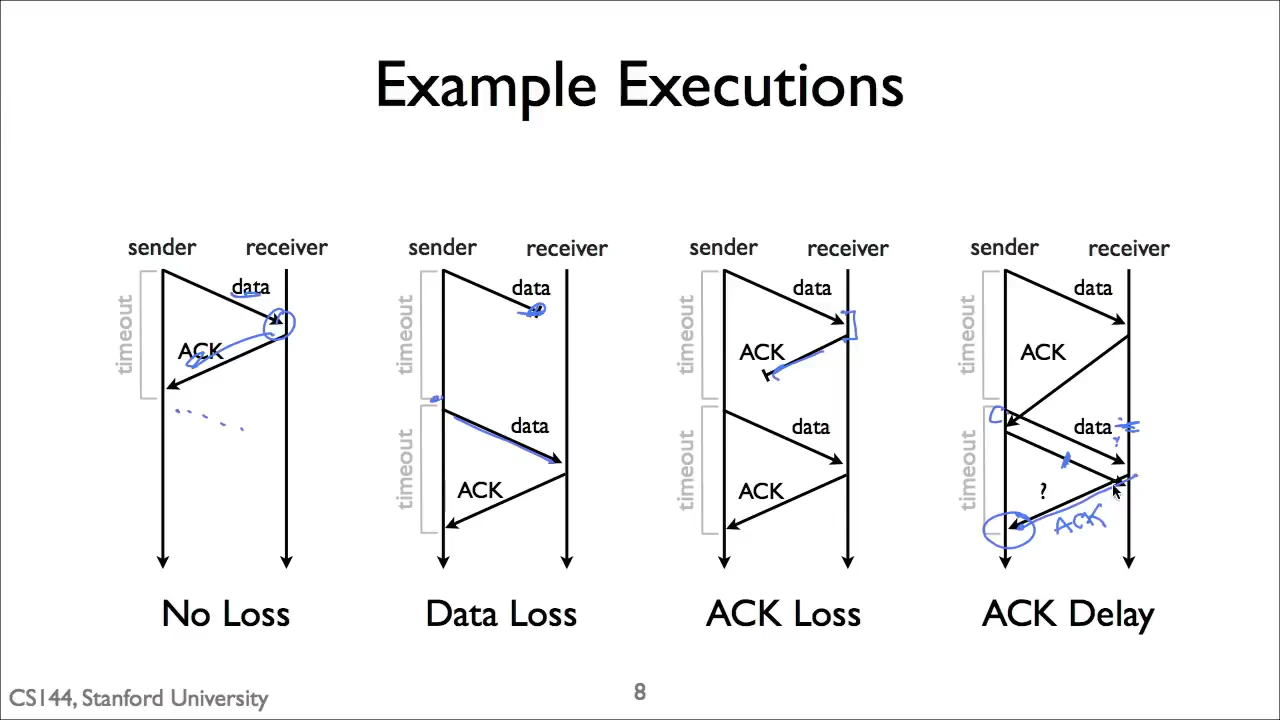 Example Executions
sender receiver sender receiver sender receiver sender receiver
timeout data timeout data timeout data timeout data
ACK ACK ACK
timeout data timeout data timeout data
ACK ACK ?
ACK
No Loss Data Loss ACK Loss ACK Delay
CS144, Stanford University 8